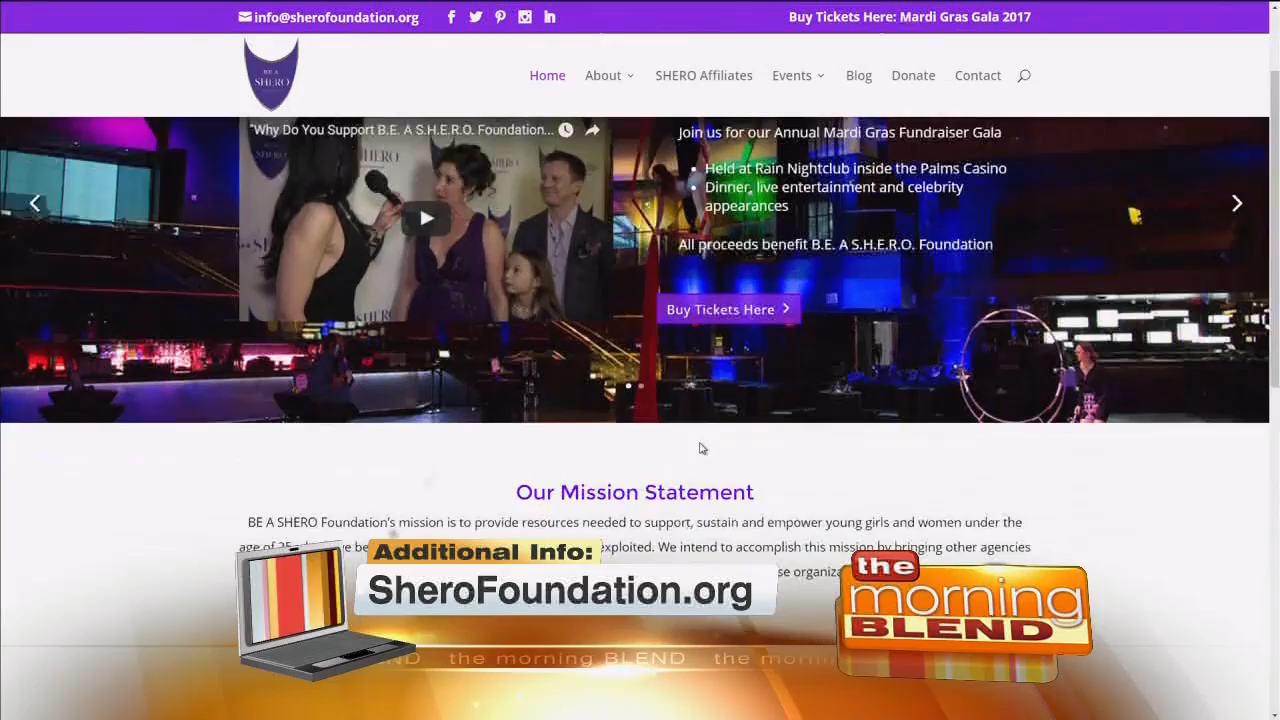 info@sherofoundation.org
Buy Tickets Here: Mardi Gras Gala 2017
BE A
SHERO
Home About SHERO Affiliates Events Blog Donate Contact
"Why Do You Support B.E. A S.H.E.R.O. Foundation...
Join us for our Annual Mardi Gras Fundraiser Gala
Held at Rain Nightclub inside the Palms Casino
Dinner, live entertainment and celebrity
appearances
All proceeds benefit B.E. A S.H.E.R.O. Foundation
Buy Tickets Here
Our Mission Statement
BE A SHERO Foundation's mission is to provide resources needed to support, sustain and empower young girls and women under the
exploited. We intend to accomplish this mission by bringing other agencies
Additional Info:
SheroFoundation.org
the
morning
BLEND
the morning BLEND the